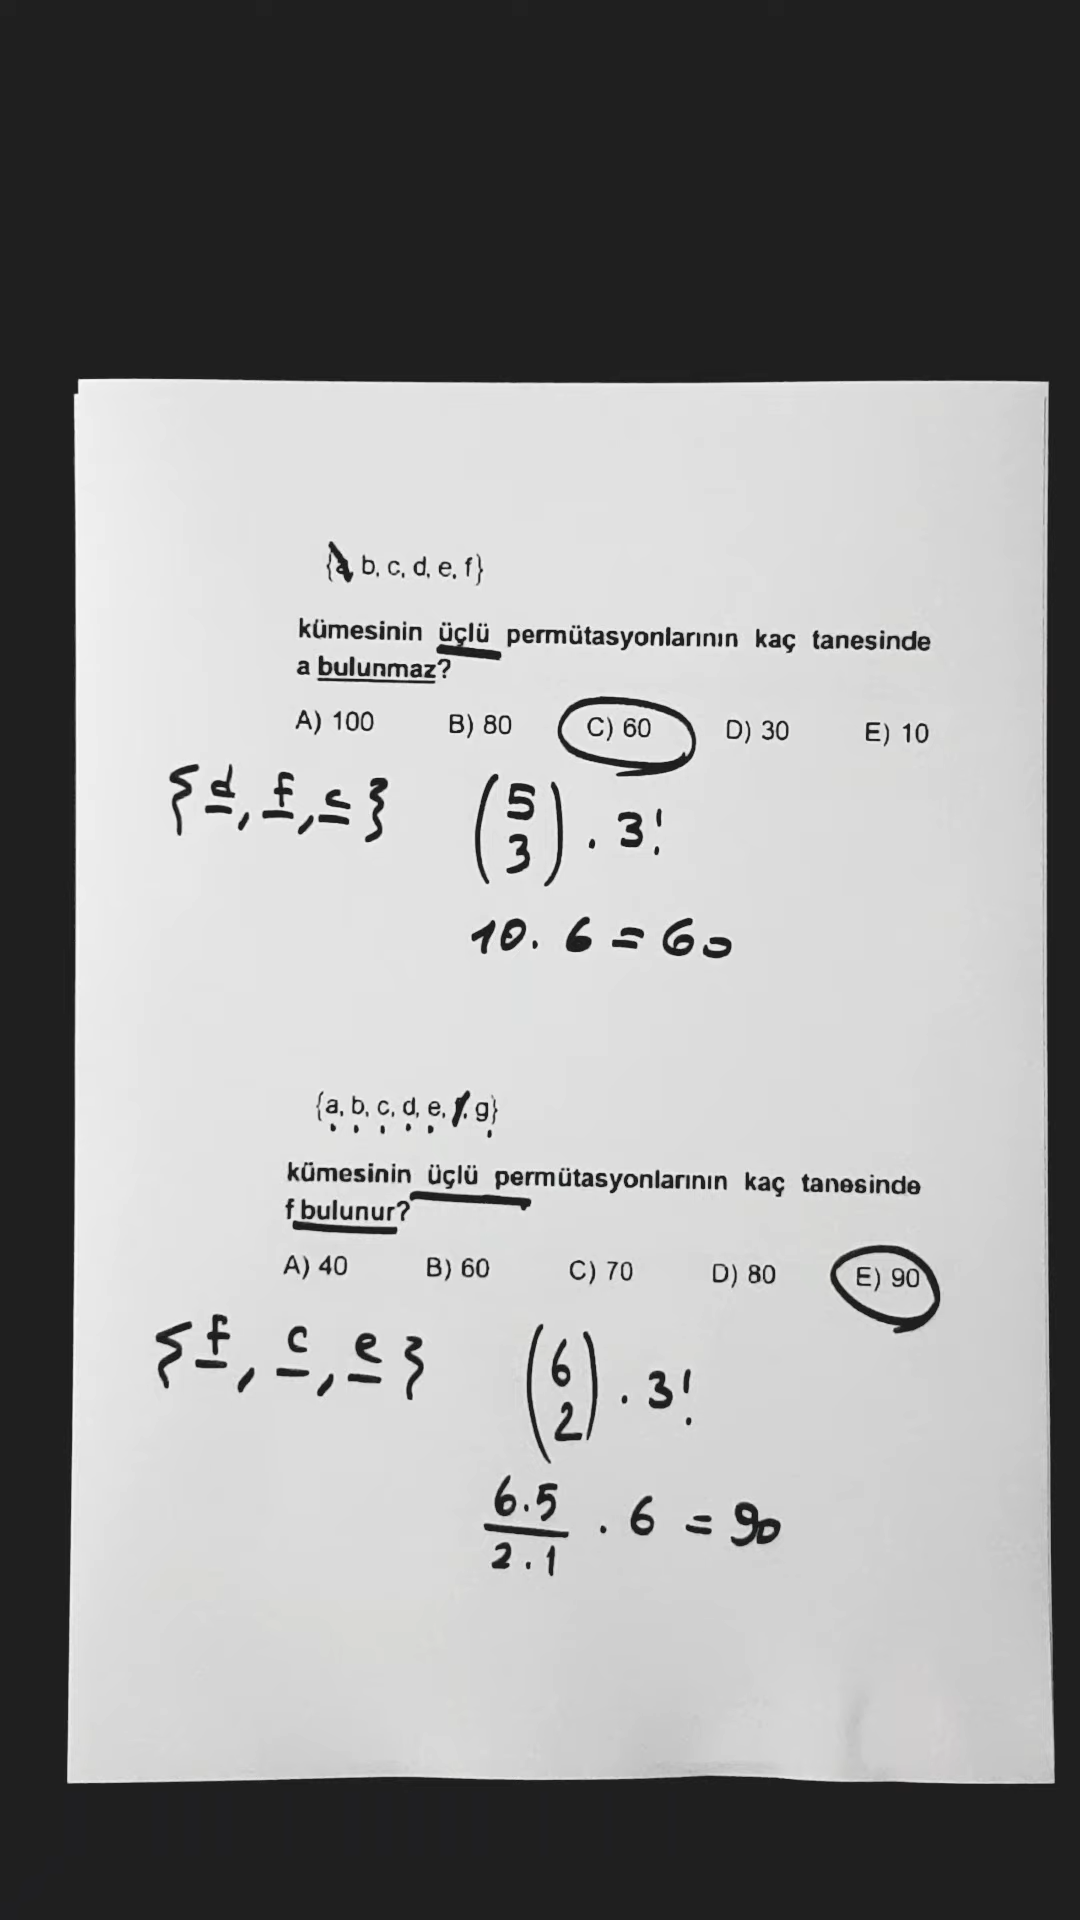 {a, b, c, d, e, f}
kümesinin üçlü permütasyonlarının kaç tanesinde
a bulunmaz?
A) 100 B) 80 C) 60 D) 30 E) 10
{d, f, c} (5 3) . 3!
10. 6 = 60
{a, b, c, d, e, f, g}
kümesinin üçlü permütasyonlarının kaç tanesinde
f bulunur?
A) 40 B) 60 C) 70 D) 80 E) 90
{f, c, e} (6 2) . 3!
6.5 / 2.1 . 6 = 90